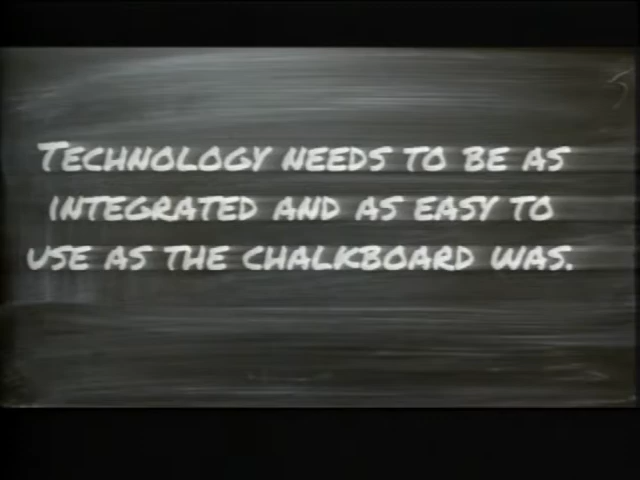 TECHNOLOGY NEEDS TO BE AS
INTEGRATED AND AS EASY TO
USE AS THE CHALKBOARD WAS.